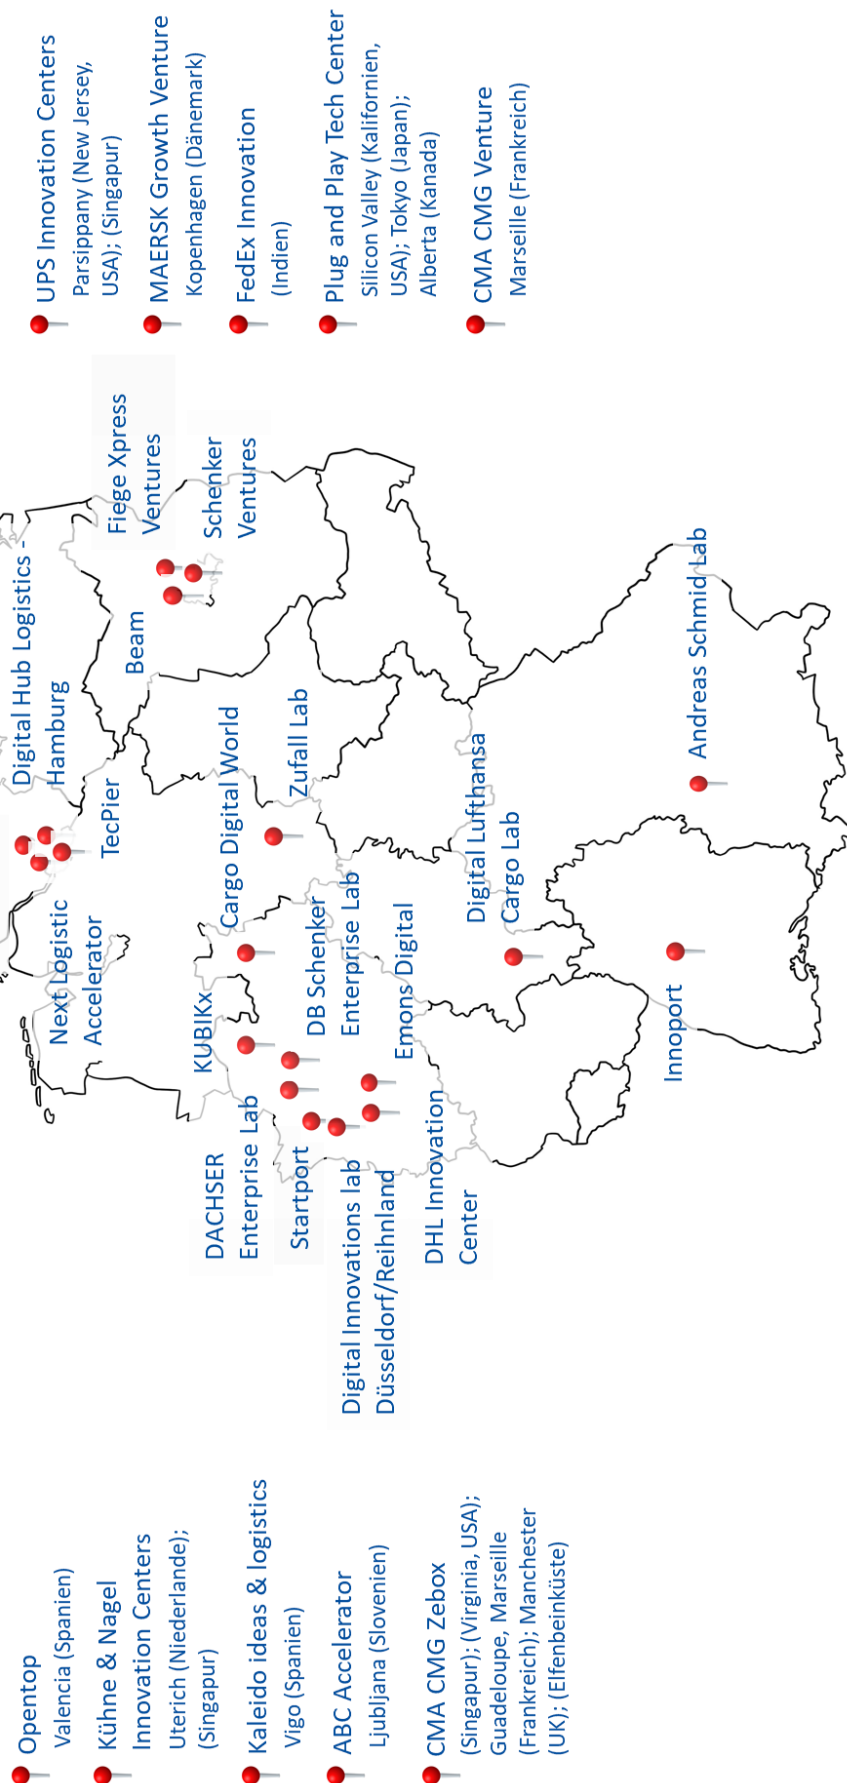 Opentop
Valencia (Spanien)
Kühne & Nagel
Innovation Centers
Uterich (Niederlande);
(Singapur)
Kaleido ideas & logistics
Vigo (Spanien)
ABC Accelerator
Ljubljana (Slovenien)
CMA CMG Zebox
(Singapur); (Virginia, USA);
Guadeloupe, Marseille
(Frankreich); Manchester
(UK); (Elfenbeinküste)
Next Logistic
Accelerator
Digital Hub Logistics -
Hamburg
TecPier
Beam
Fiege Xpress
Ventures
Schenker
Ventures
KUBIKx
Cargo Digital World
Zufall Lab
DACHSER
Enterprise Lab
Startport
DB Schenker
Enterprise Lab
Digital Innovations lab
Düsseldorf/Reihnland
Emons Digital
DHL Innovation
Center
Digital Lufthansa
Cargo Lab
Innoport
Andreas Schmid Lab
UPS Innovation Centers
Parsippany (New Jersey,
USA); (Singapur)
MAERSK Growth Venture
Kopenhagen (Dänemark)
FedEx Innovation
(Indien)
Plug and Play Tech Center
Silicon Valley (Kalifornien,
USA); Tokyo (Japan);
Alberta (Kanada)
CMA CMG Venture
Marseille (Frankreich)